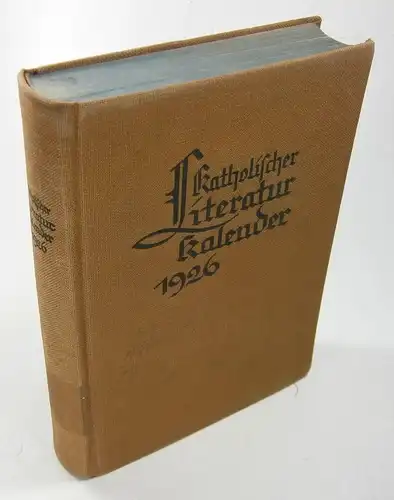 Katholischer
Literatur
Kalender
1926